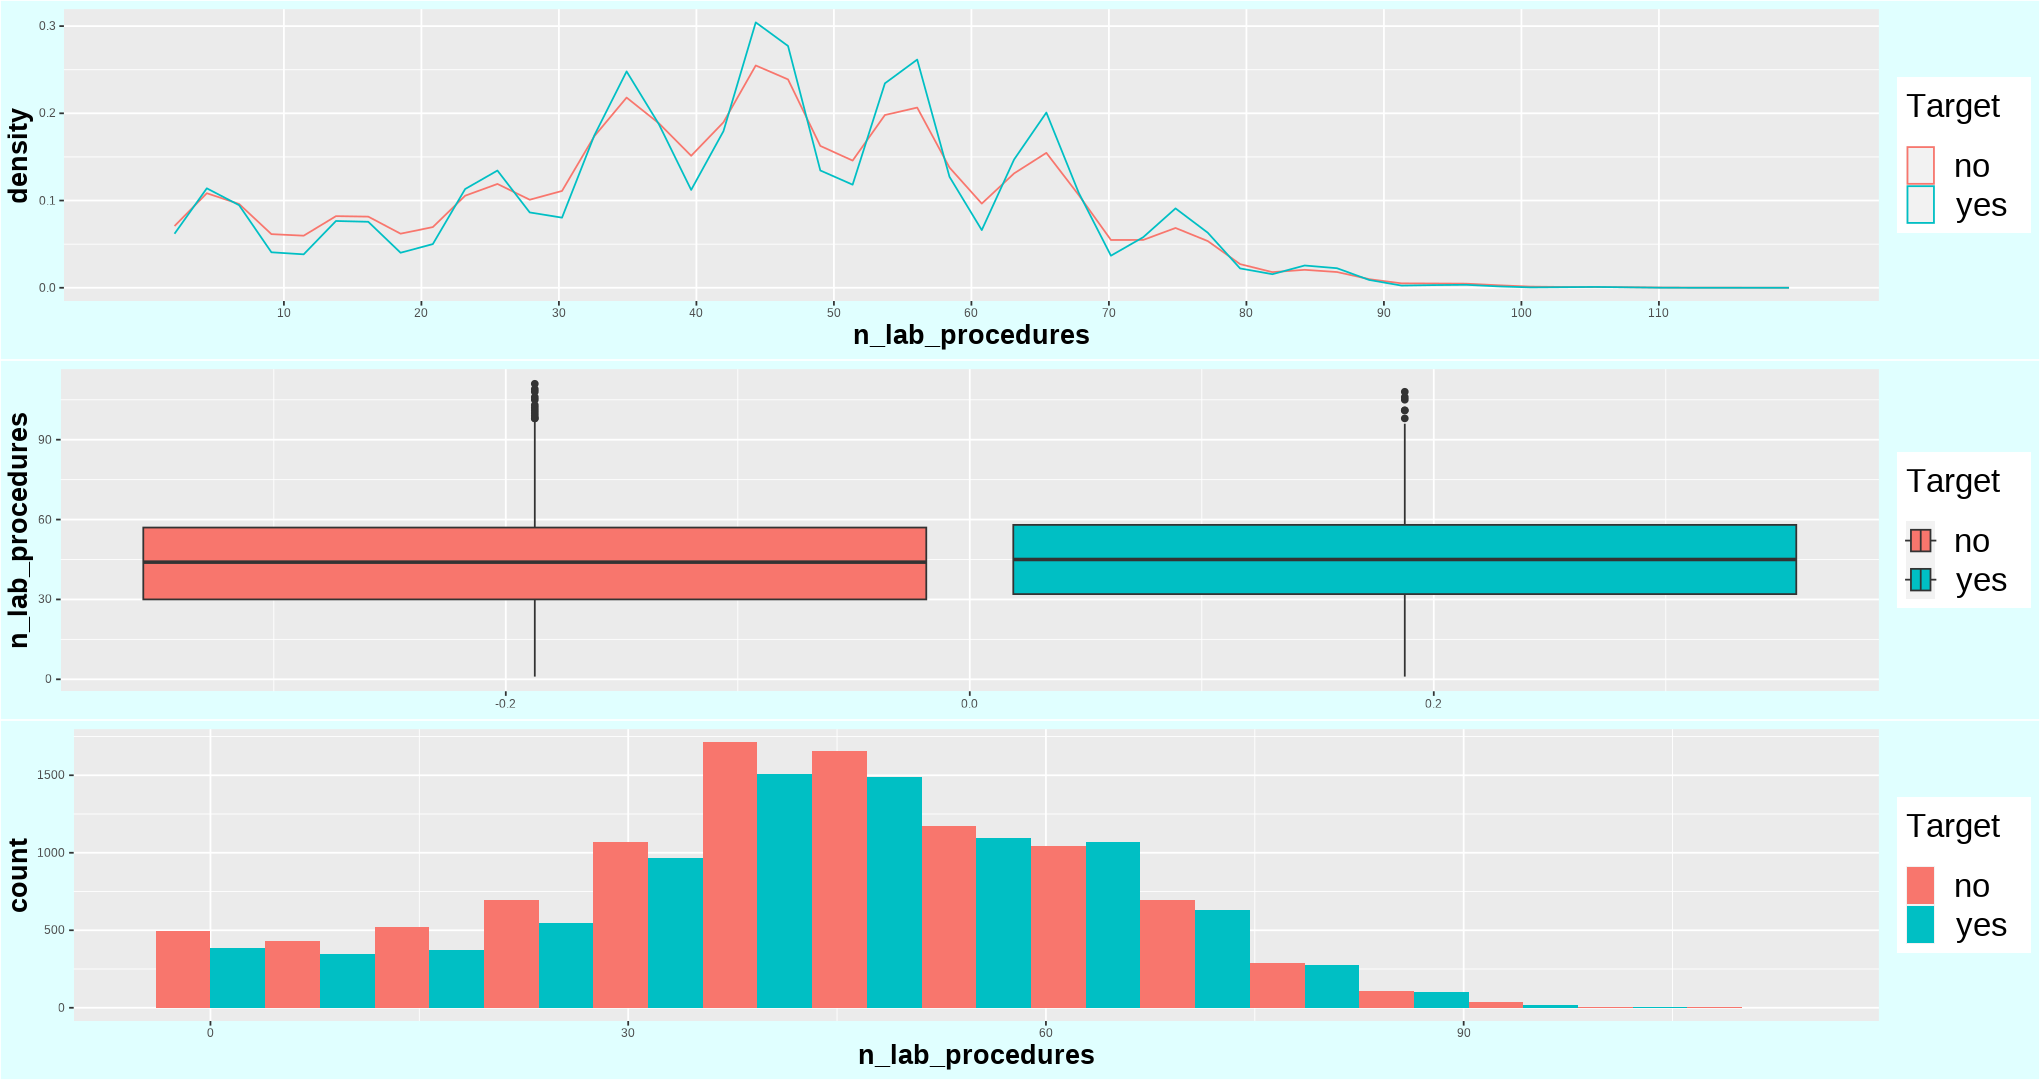 0.3
0.2
0.1
0.0
density
10 20 30 40 50 60 70 80 90 100 110
n_lab_procedures
Target
no
yes
90
60
30
0
n_lab_procedures
-0.2 0.0 0.2
Target
no
yes
1500
1000
500
0
count
0 30 60 90
n_lab_procedures
Target
no
yes